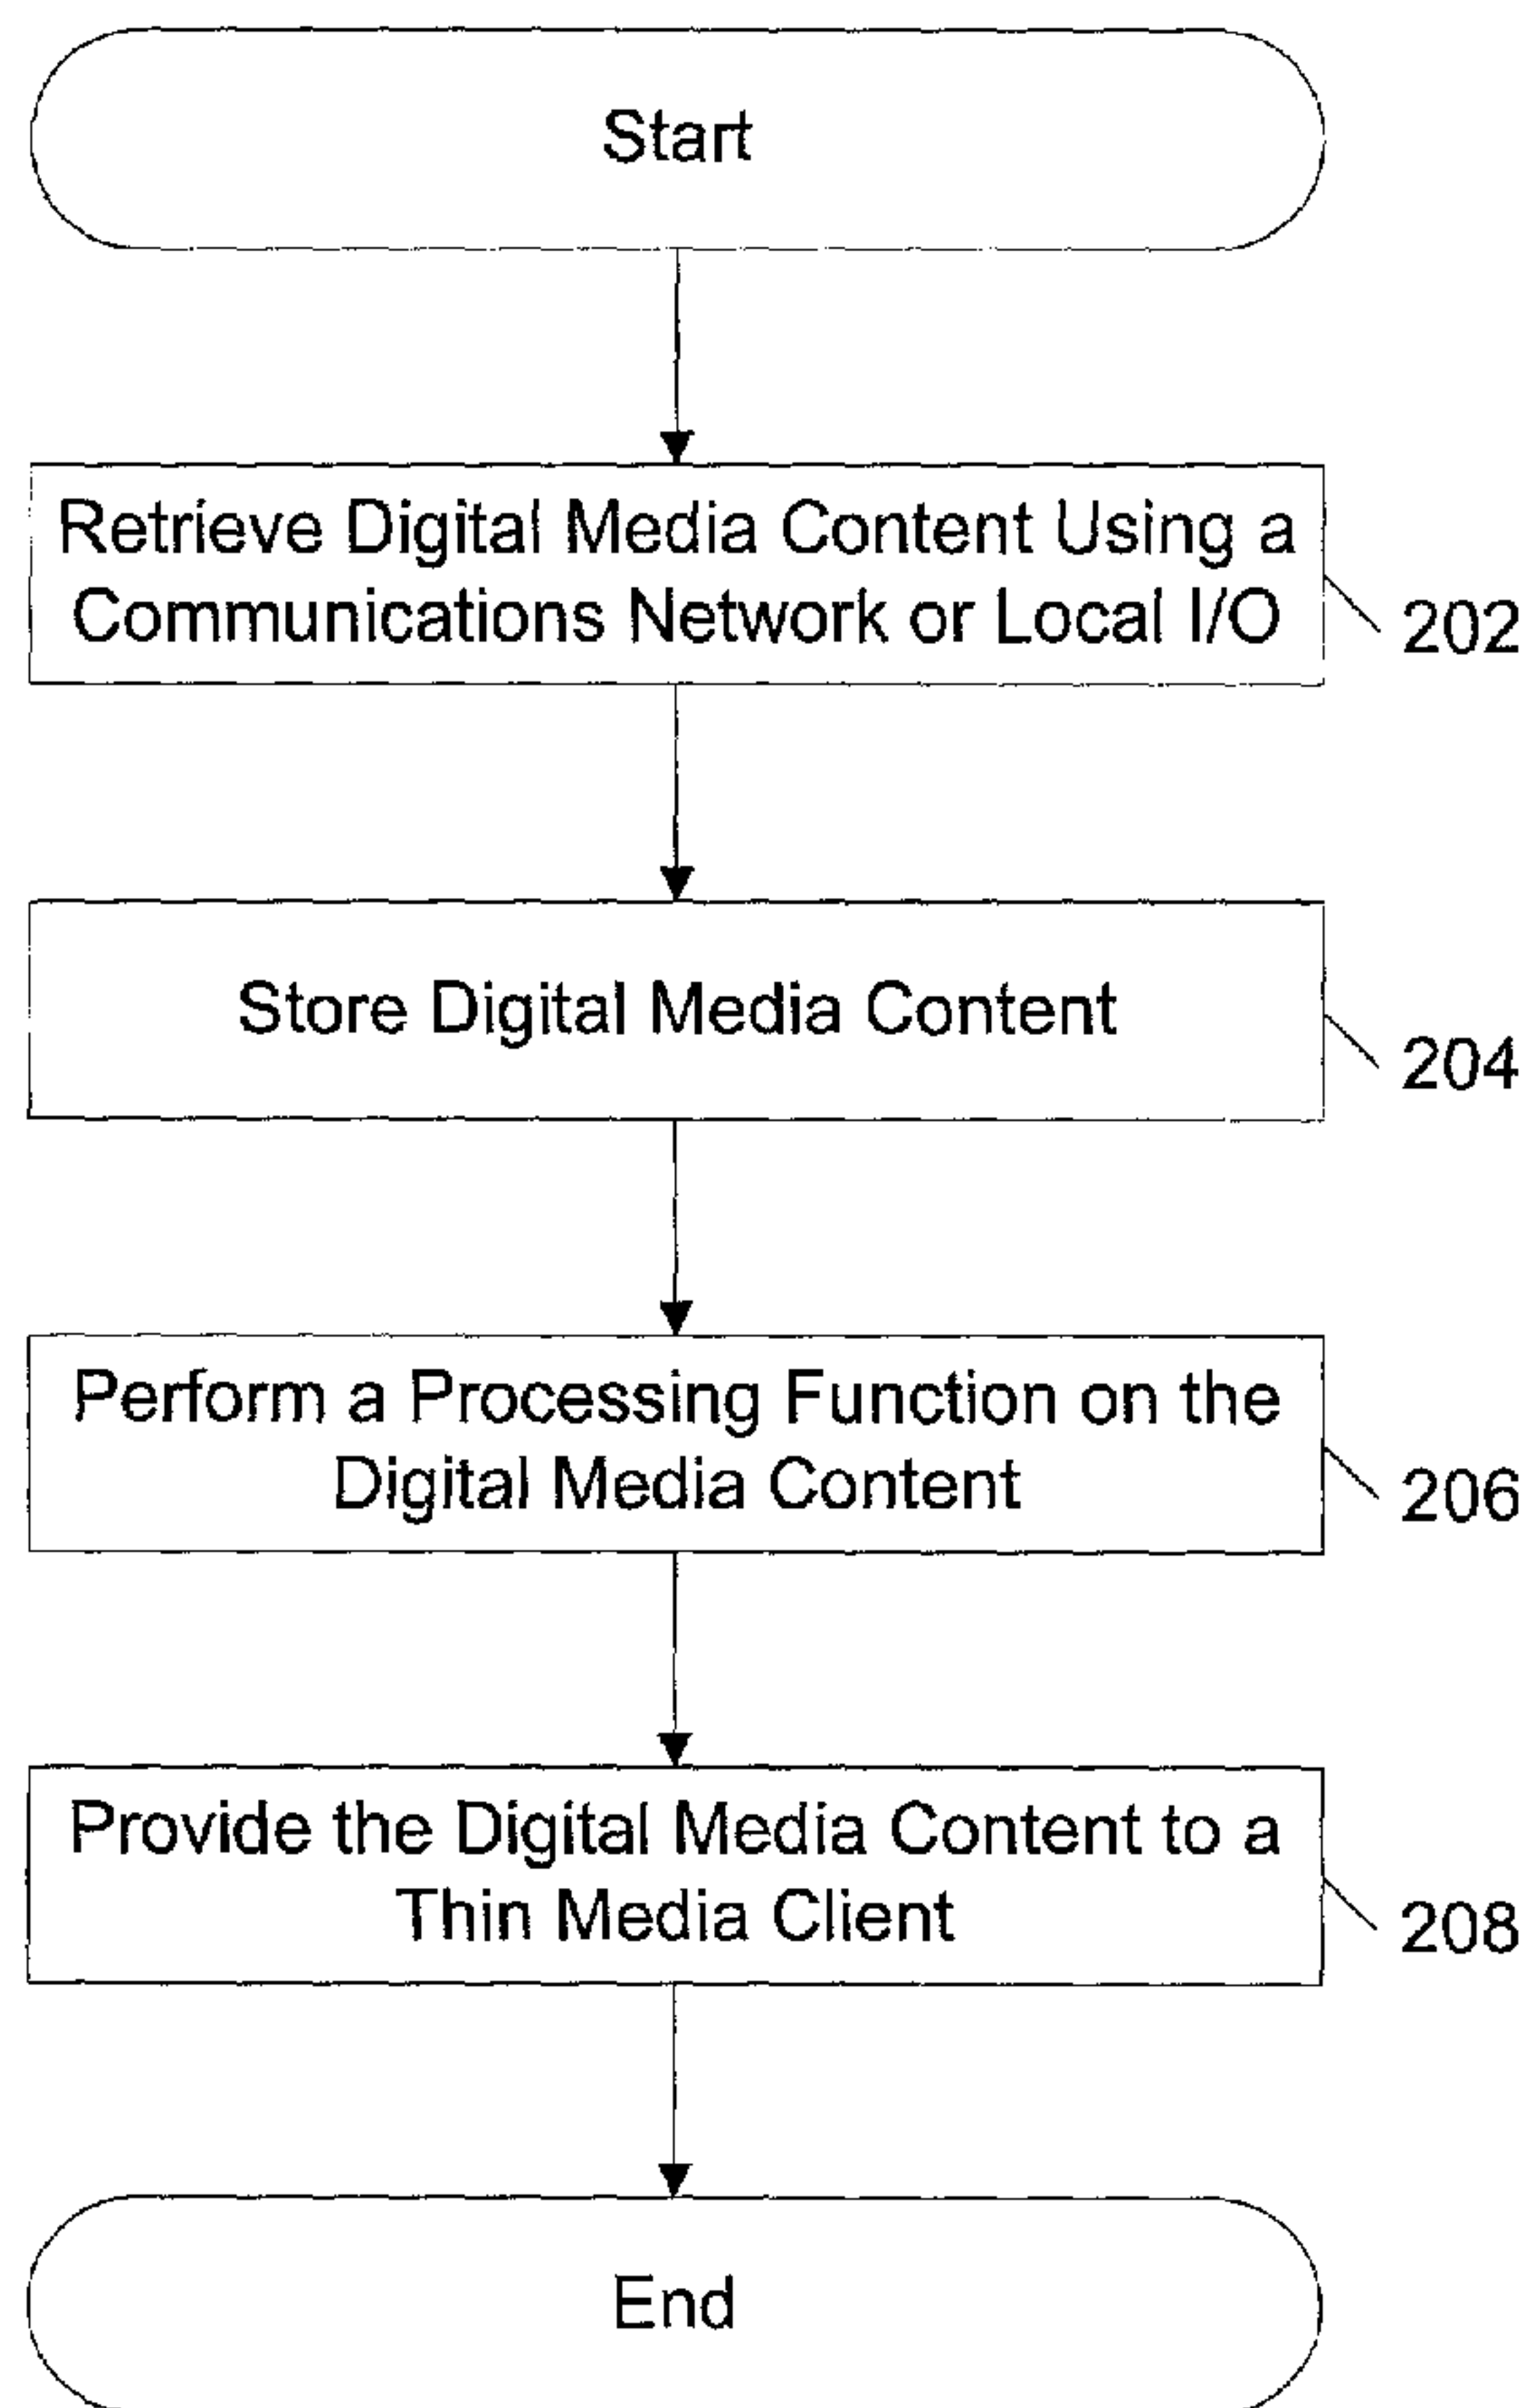 Start
Retrieve Digital Media Content Using a
Communications Network or Local I/O
202
Store Digital Media Content
204
Perform a Processing Function on the
Digital Media Content
206
Provide the Digital Media Content to a
Thin Media Client
208
End